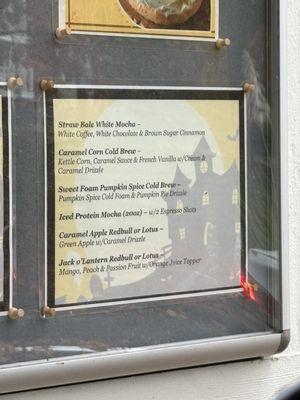 Straw Bale White Mocha ~
White Coffee, White Chocolate & Brown Sugar Cinnamon
Caramel Corn Cold Brew ~
Kettle Corn, Caramel Sauce & French Vanilla w/Cream &
Caramel Drizzle
Sweet Foam Pumpkin Spice Cold Brew ~
Pumpkin Spice Cold Foam & Pumpkin Pie Drizzle
Iced Protein Mocha (20oz) ~ w/2 Espresso Shots
Caramel Apple Redbull or Lotus ~
Green Apple w/Caramel Drizzle
Jack o'Lantern Redbull or Lotus ~
Mango, Peach & Passion Fruit w/Orange Juice Topper